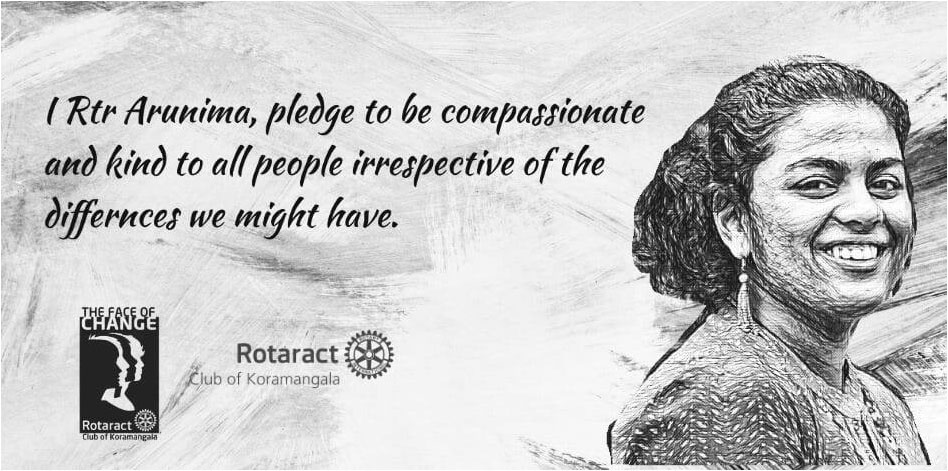 I Rtr Arunima, pledge to be compassionate
and kind to all people irrespective of the
differnces we might have.
THE FACE OF
CHANGE
Rotaract
Club of Koramangala
Rotaract
Club of Koramangala